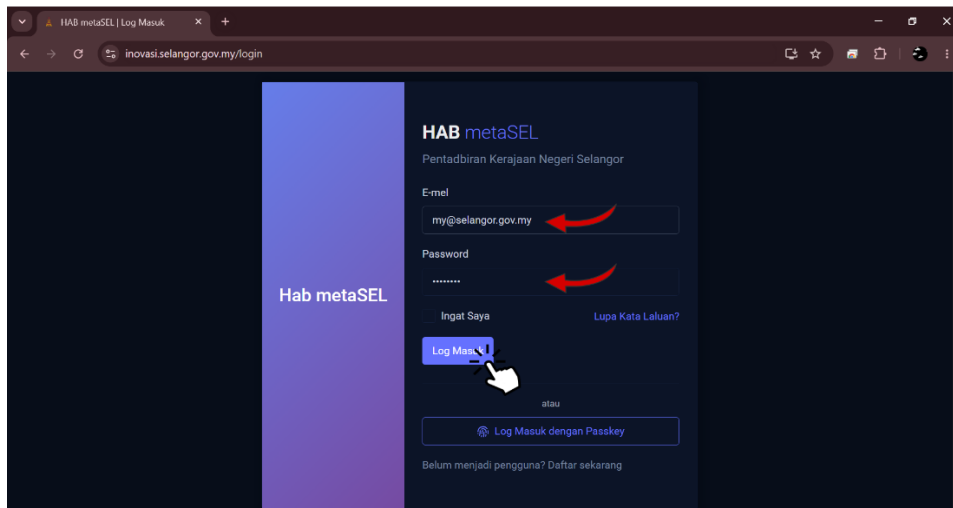 HAB metaSEL | Log Masuk
inovasi.selangor.gov.my/login
Hab metaSEL
HAB metaSEL
Pentadbiran Kerajaan Negeri Selangor
E-mel
my@selangor.gov.my
Password
Ingat Saya
Lupa Kata Laluan?
Log Masuk
atau
Log Masuk dengan Passkey
Belum menjadi pengguna? Daftar sekarang